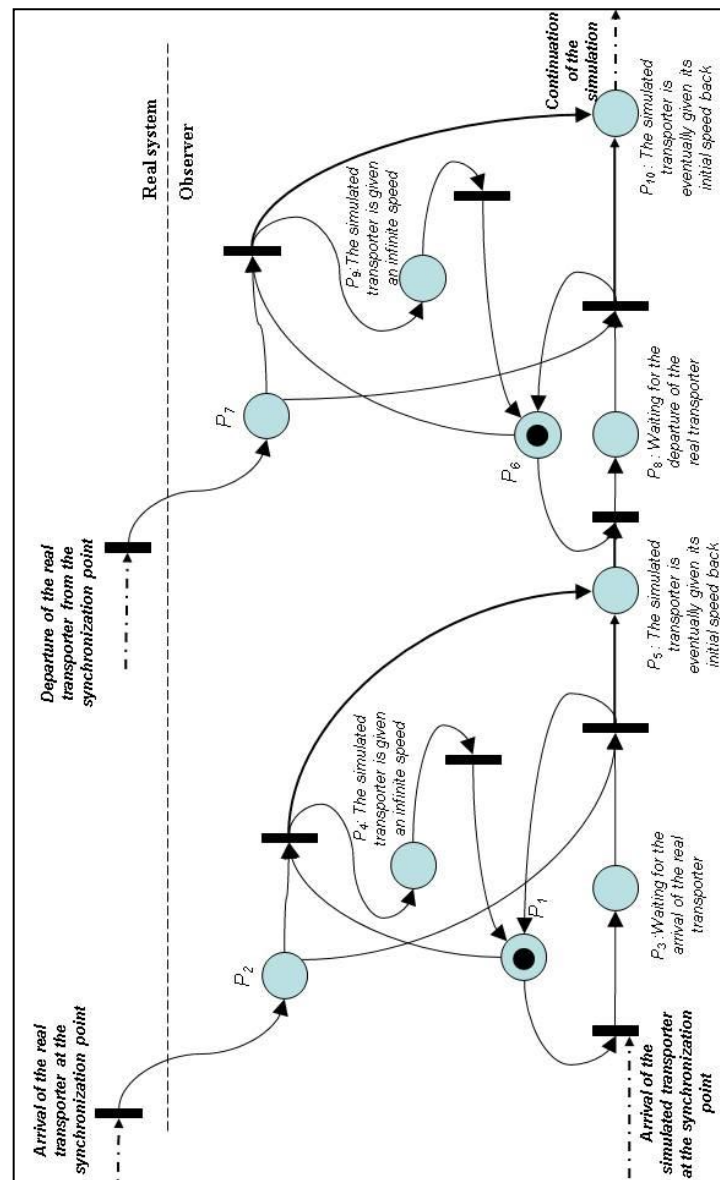 Real system
Observer
Arrival of the real
transporter at the
synchronization point
Departure of the real
transporter from the
synchronization point
P2
P7
P4: The simulated
transporter is given
an infinite speed
P9: The simulated
transporter is given
an infinite speed
P1
P6
P3: Waiting for the
arrival of the real
transporter
P5: The simulated
transporter is
eventually given its
initial speed back
P8: Waiting for the
departure of the
real transporter
P10: The simulated
transporter is
eventually given its
initial speed back
Arrival of the
simulated transporter
at the synchronization
point
Continuation
of the
simulation